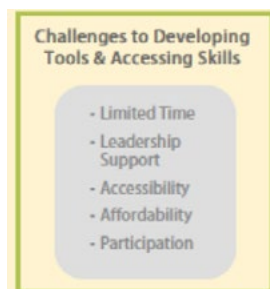 Challenges to Developing
Tools & Accessing Skills
- Limited Time
- Leadership
Support
- Accessibility
- Affordability
- Participation